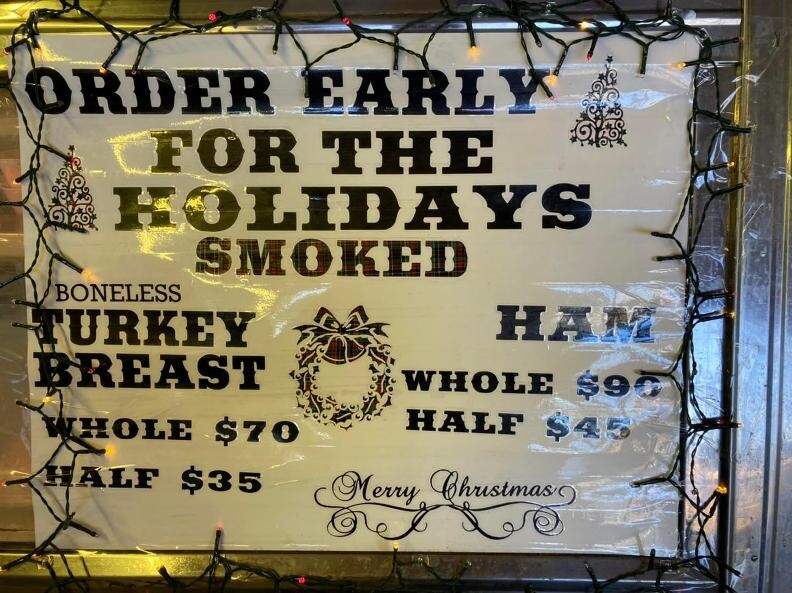 ORDER EARLY
FOR THE
HOLIDAYS
SMOKED
BONELESS
TURKEY
BREAST
WHOLE $70
HALF $35
HAM
WHOLE $90
HALF $45
Merry Christmas